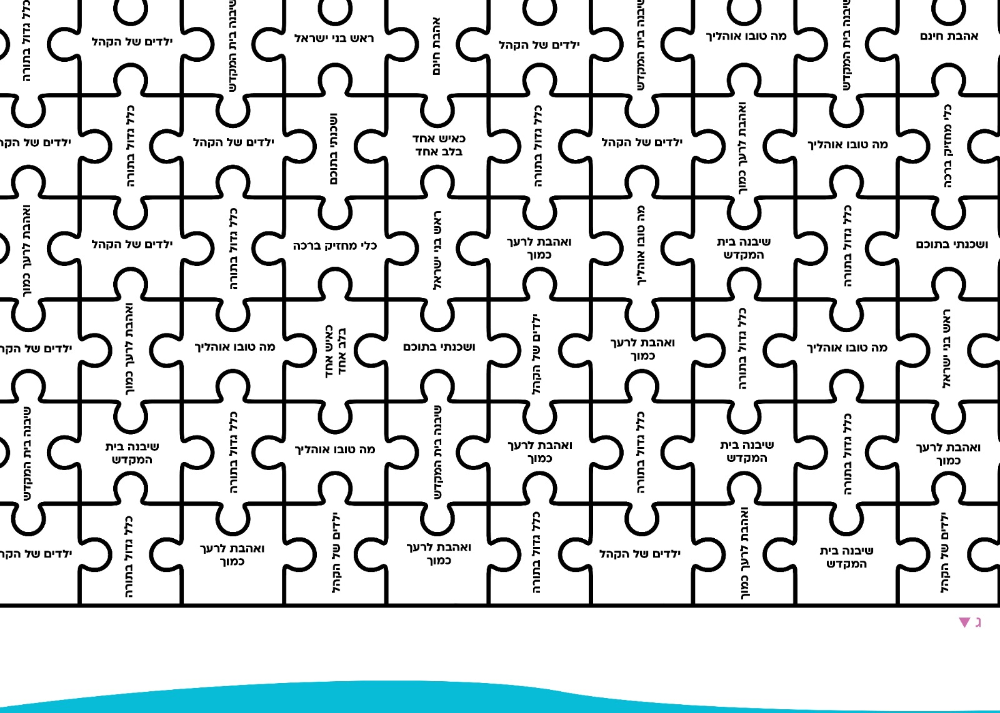 אהבת חינם
שיבנה בית המקדש
מה טובו אוהליך
שיבנה בית המקדש
ילדים של הקהל
אהבת חינם
ראש בני ישראל
שיבנה בית המקדש
ילדים של הקהל
כלל גדול בתורה
כלי מחזיק ברכה
מה טובו אוהליך
ואהבת לרעך כמוך
ילדים של הקהל
כלל גדול בתורה
כאיש אחד
בלב אחד
ושכנתי בתוכם
ילדים של הקהל
כלל גדול בתורה
ילדים של הקה
ושכנתי בתוכם
כלל גדול בתורה
שיבנה בית
המקדש
מה טובו אוהליך
ואהבת לרעך
כמוך
ראש בני ישראל
כלי מחזיק ברכה
כלל גדול בתורה
ילדים של הקהל
ואהבת לרעך כמוך
ראש בני ישראל
מה טובו אוהליך
כלל גדול בתורה
ואהבת לרעך
כמוך
ילדים של הקהל
ושכנתי בתוכם
כאיש אחד
בלב אחד
מה טובו אוהליך
ואהבת לרעך כמוך
ילדים של הקה
ואהבת לרעך
כמוך
כלל גדול בתורה
שיבנה בית
המקדש
כלל גדול בתורה
ואהבת לרעך
כמוך
שיבנה בית המקדש
מה טובו אוהליך
כלל גדול בתורה
שיבנה בית
המקדש
שיבנה בית המקדש
ילדים של הקהל
שיבנה בית
המקדש
ואהבת לרעך כמוך
ילדים של הקהל
כלל גדול בתורה
ואהבת לרעך
כמוך
ילדים של הקהל
ואהבת לרעך
כמוך
כלל גדול בתורה
ילדים של הקה
ג